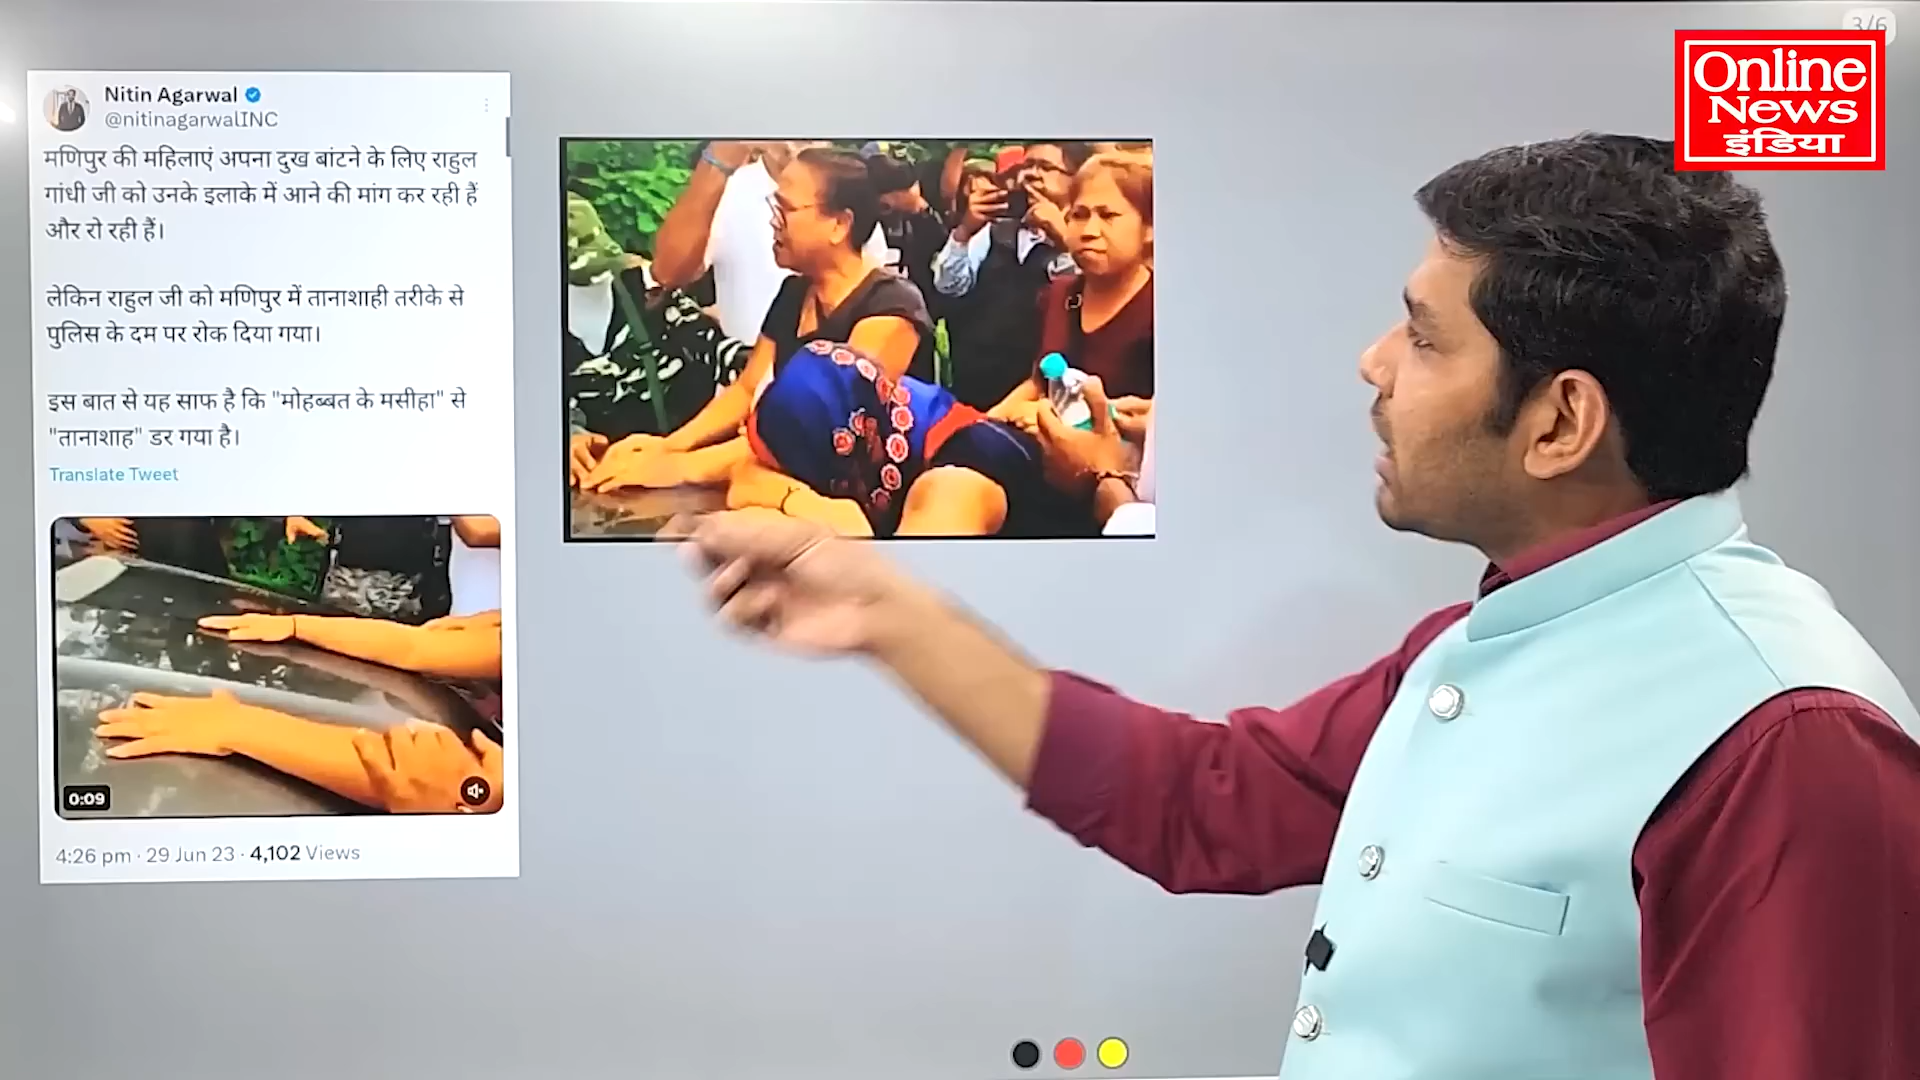 3/6
Online
News
इंडिया
Nitin Agarwal
@nitinagarwalINC
मणिपुर की महिलाएं अपना दुख बांटने के लिए राहुल
गांधी जी को उनके इलाके में आने की मांग कर रही हैं
और रो रही हैं।
लेकिन राहुल जी को मणिपुर में तानाशाही तरीके से
पुलिस के दम पर रोक दिया गया।
इस बात से यह साफ है कि "मोहब्बत के मसीहा" से
"तानाशाह" डर गया है।
Translate Tweet
0:09
4:26 pm · 29 Jun 23 · 4,102 Views